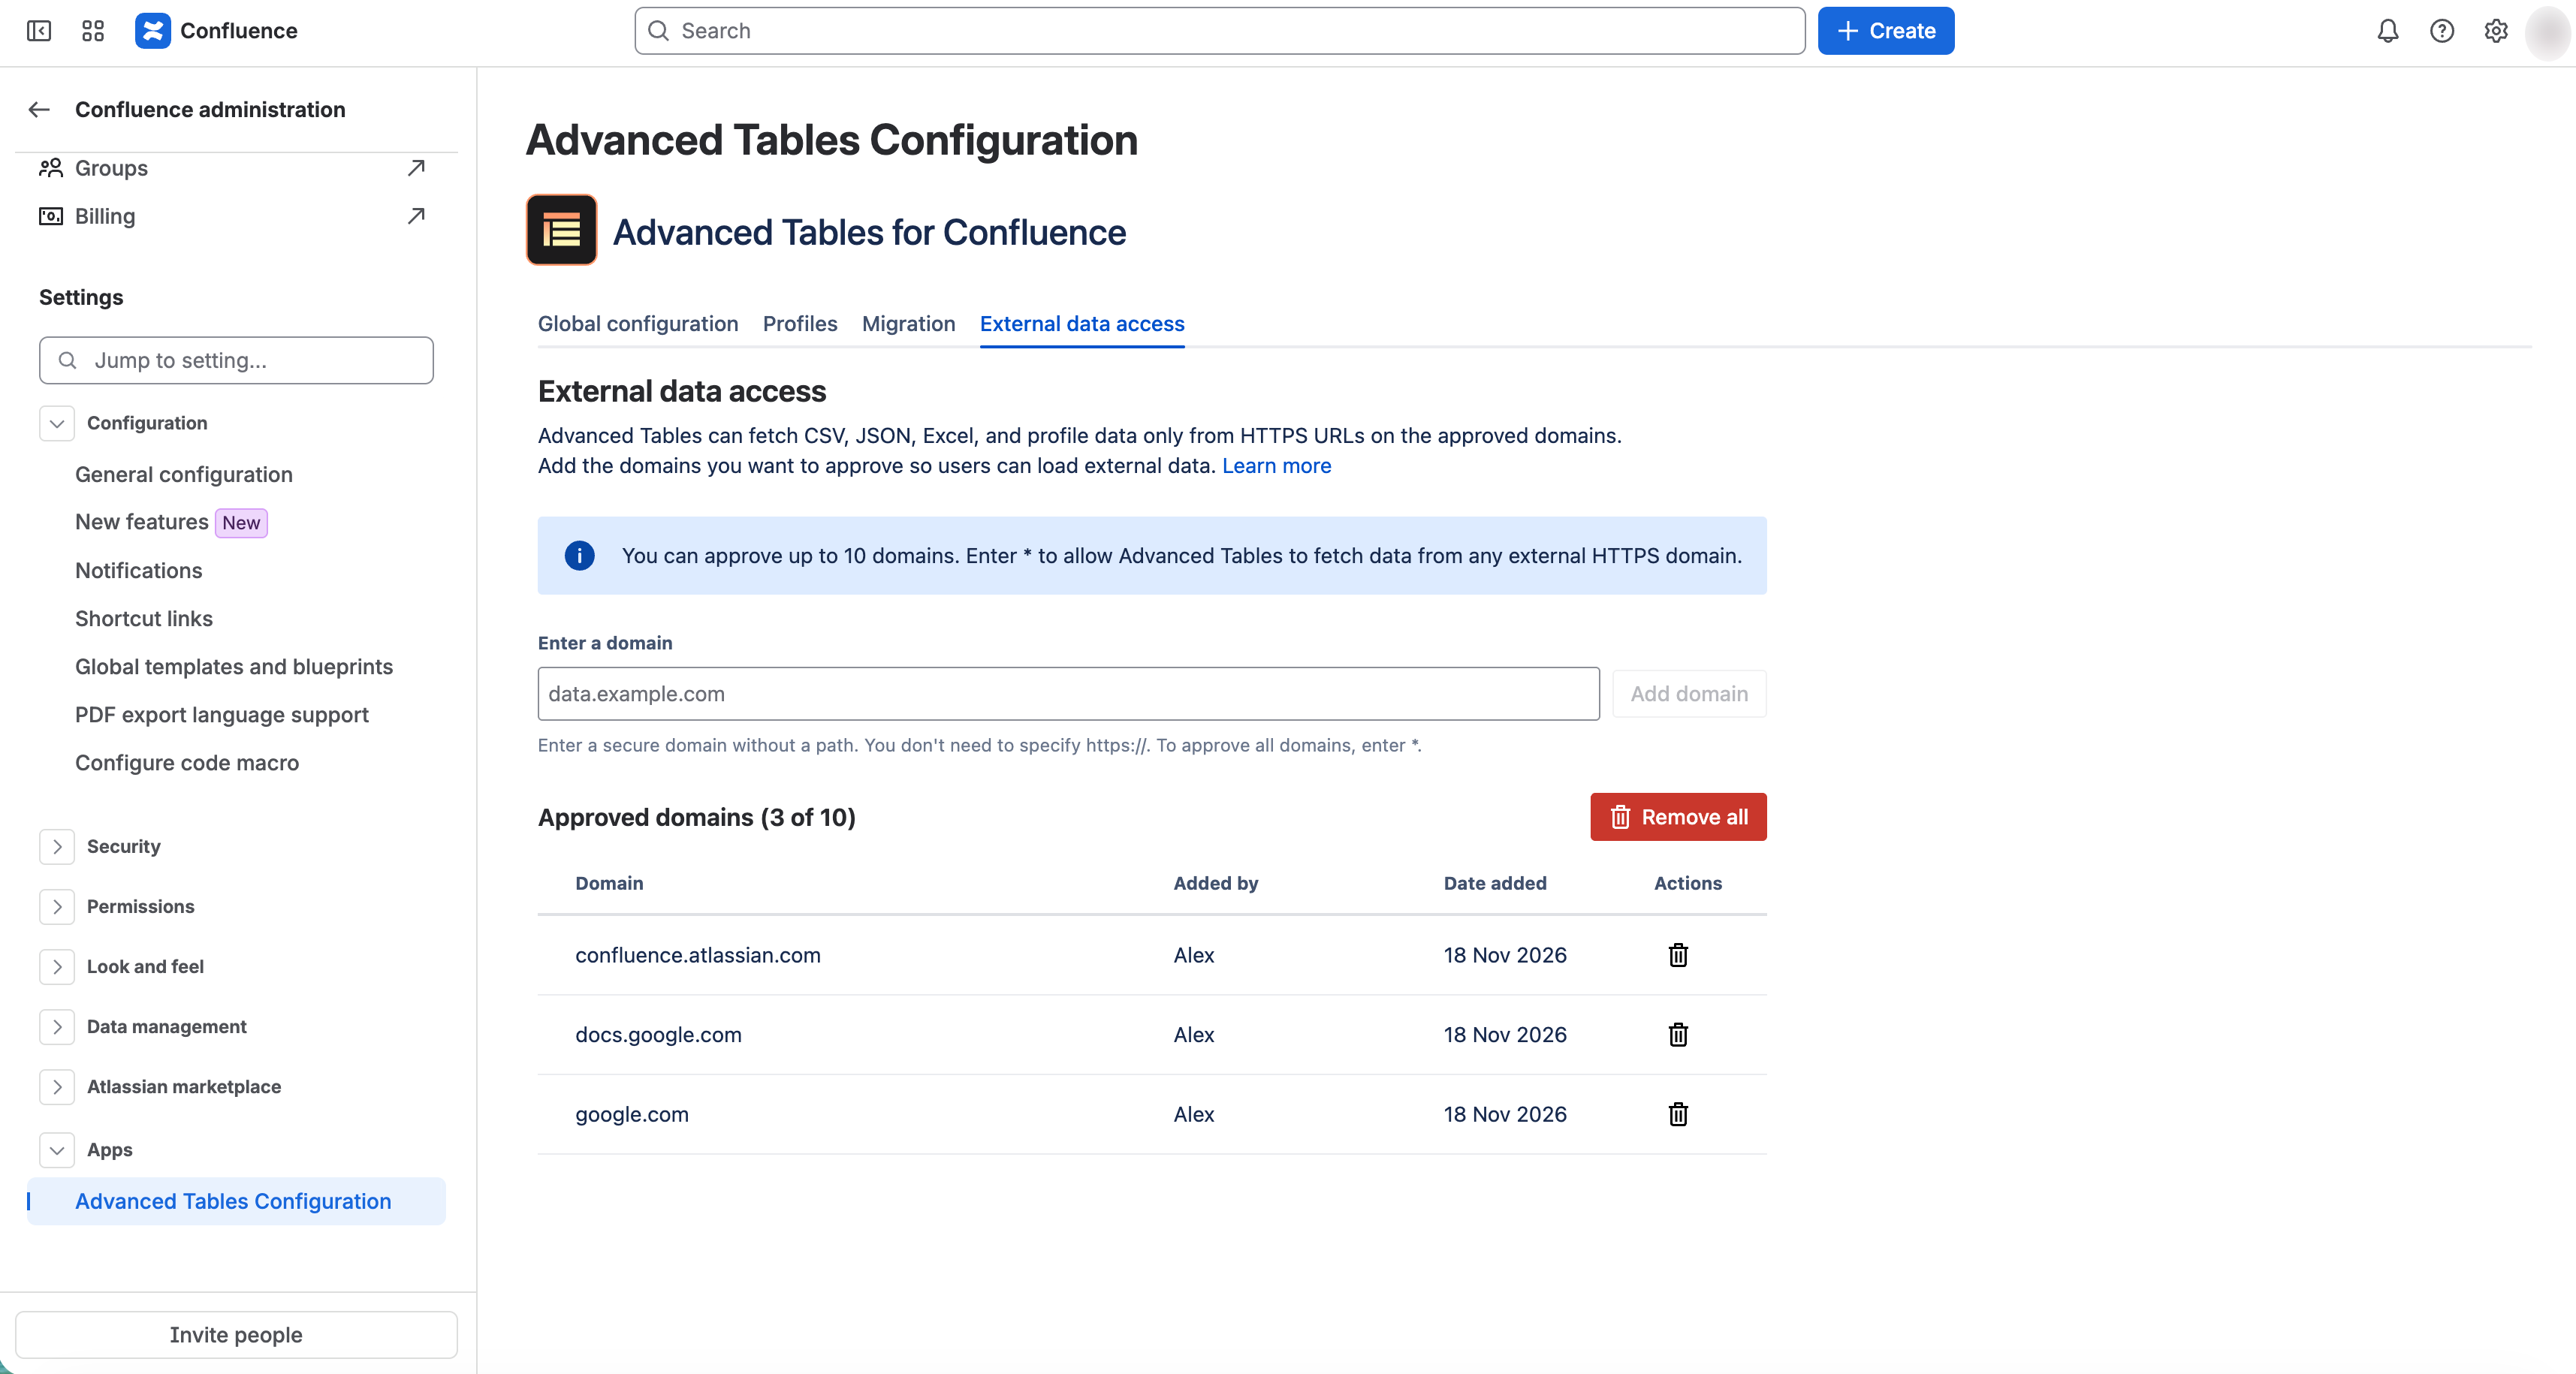 Confluence
Search
Create
Confluence administration
Groups
Billing
Settings
Jump to setting...
Configuration
General configuration
New features New
Notifications
Shortcut links
Global templates and blueprints
PDF export language support
Configure code macro
Security
Permissions
Look and feel
Data management
Atlassian marketplace
Apps
Advanced Tables Configuration
Invite people
Advanced Tables Configuration
Advanced Tables for Confluence
Global configuration Profiles Migration External data access
External data access
Advanced Tables can fetch CSV, JSON, Excel, and profile data only from HTTPS URLs on the approved domains.
Add the domains you want to approve so users can load external data. Learn more
You can approve up to 10 domains. Enter * to allow Advanced Tables to fetch data from any external HTTPS domain.
Enter a domain
data.example.com Add domain
Enter a secure domain without a path. You don't need to specify https://. To approve all domains, enter *.
Approved domains (3 of 10) Remove all
Domain Added by Date added Actions
confluence.atlassian.com Alex 18 Nov 2026
docs.google.com Alex 18 Nov 2026
google.com Alex 18 Nov 2026